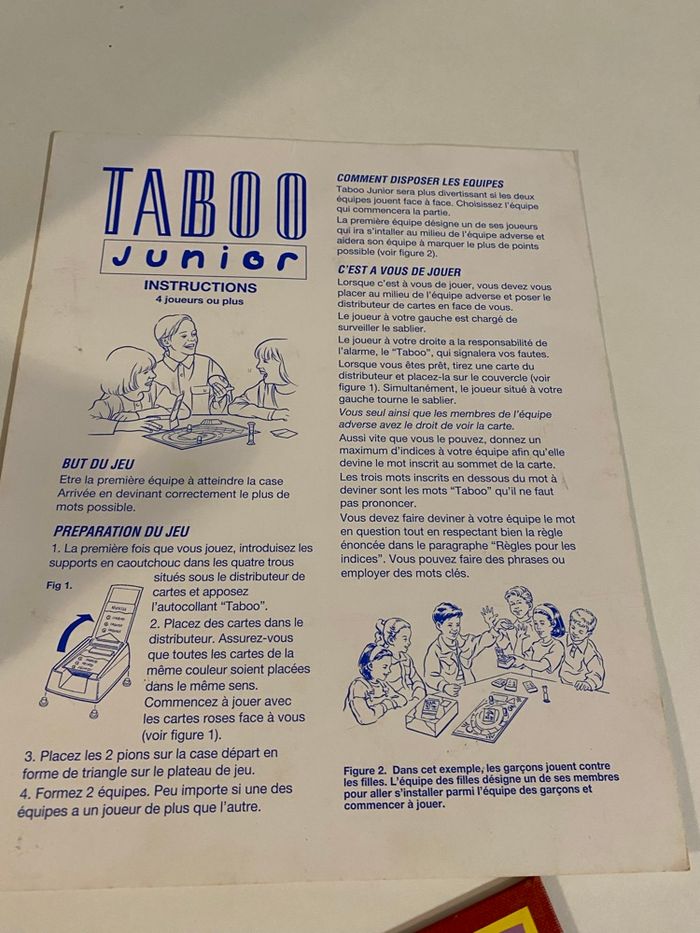 TABOO
Junior
INSTRUCTIONS
4 joueurs ou plus
BUT DU JEU
Etre la première équipe à atteindre la case
Arrivée en devinant correctement le plus de
mots possible.
PREPARATION DU JEU
1. La première fois que vous jouez, introduisez les
supports en caoutchouc dans les quatre trous
situés sous le distributeur de
cartes et apposez
l'autocollant "Taboo".
Fig 1.
2. Placez des cartes dans le
distributeur. Assurez-vous
que toutes les cartes de la
même couleur soient placées
dans le même sens.
Commencez à jouer avec
les cartes roses face à vous
(voir figure 1).
3. Placez les 2 pions sur la case départ en
forme de triangle sur le plateau de jeu.
4. Formez 2 équipes. Peu importe si une des
équipes a un joueur de plus que l'autre.
COMMENT DISPOSER LES EQUIPES
Taboo Junior sera plus divertissant si les deux
équipes jouent face à face. Choisissez l'équipe
qui commencera la partie.
La première équipe désigne un de ses joueurs
qui ira s'intaller au milieu de l'équipe adverse et
aidera son équipe à marquer le plus de points
possible (voir figure 2).
C'EST A VOUS DE JOUER
Lorsque c'est à vous de jouer, vous devez vous
placer au milieu de l'équipe adverse et poser le
distributeur de cartes en face de vous.
Le joueur à votre gauche est chargé de
surveiller le sablier.
Le joueur à votre droite a la responsabilité de
l'alarme, le "Taboo", qui signalera vos fautes.
Lorsque vous êtes prêt, tirez une carte du
distributeur et placez-la sur le couvercle (voir
figure 1). Simultanément, le joueur situé à votre
gauche tourne le sablier.
Vous seul ainsi que les membres de l'équipe
adverse avez le droit de voir la carte.
Aussi vite que vous le pouvez, donnez un
maximum d'indices à votre équipe afin qu'elle
devine le mot inscrit au sommet de la carte.
Les trois mots inscrits en dessous du mot à
deviner sont les mots "Taboo" qu'il ne faut
pas prononcer.
Vous devez faire deviner à votre équipe le mot
en question tout en respectant bien la règle
énoncée dans le paragraphe "Règles pour les
indices". Vous pouvez faire des phrases ou
employer des mots clés.
Figure 2. Dans cet exemple, les garçons jouent contre
les filles. L'équipe des filles désigne un de ses membres
pour aller s'installer parmi l'équipe des garçons et
commencer à jouer.